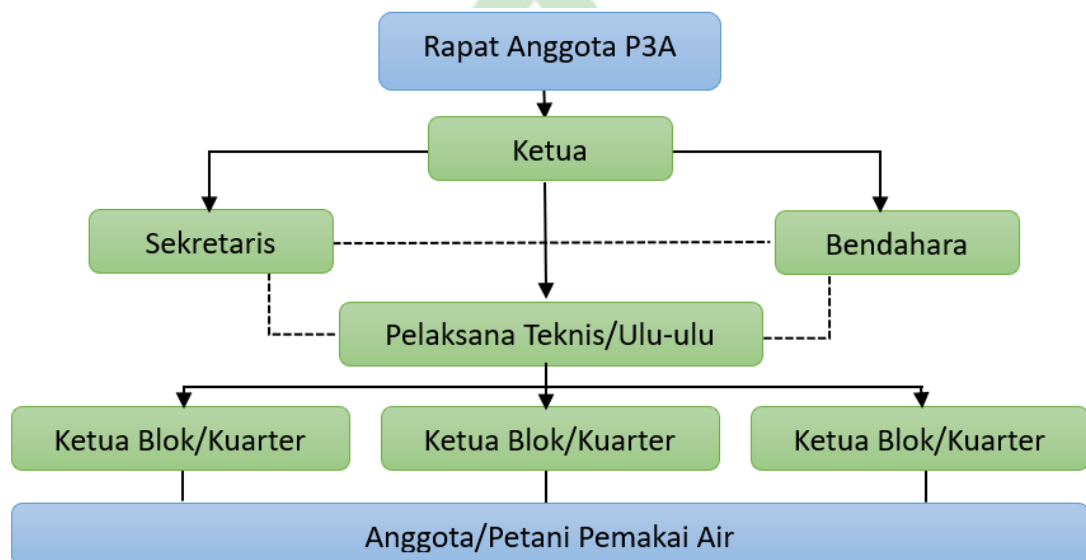 Rapat Anggota P3A
Ketua
Sekretaris
Bendahara
Pelaksana Teknis/Ulu-ulu
Ketua Blok/Kuarter
Ketua Blok/Kuarter
Ketua Blok/Kuarter
Anggota/Petani Pemakai Air